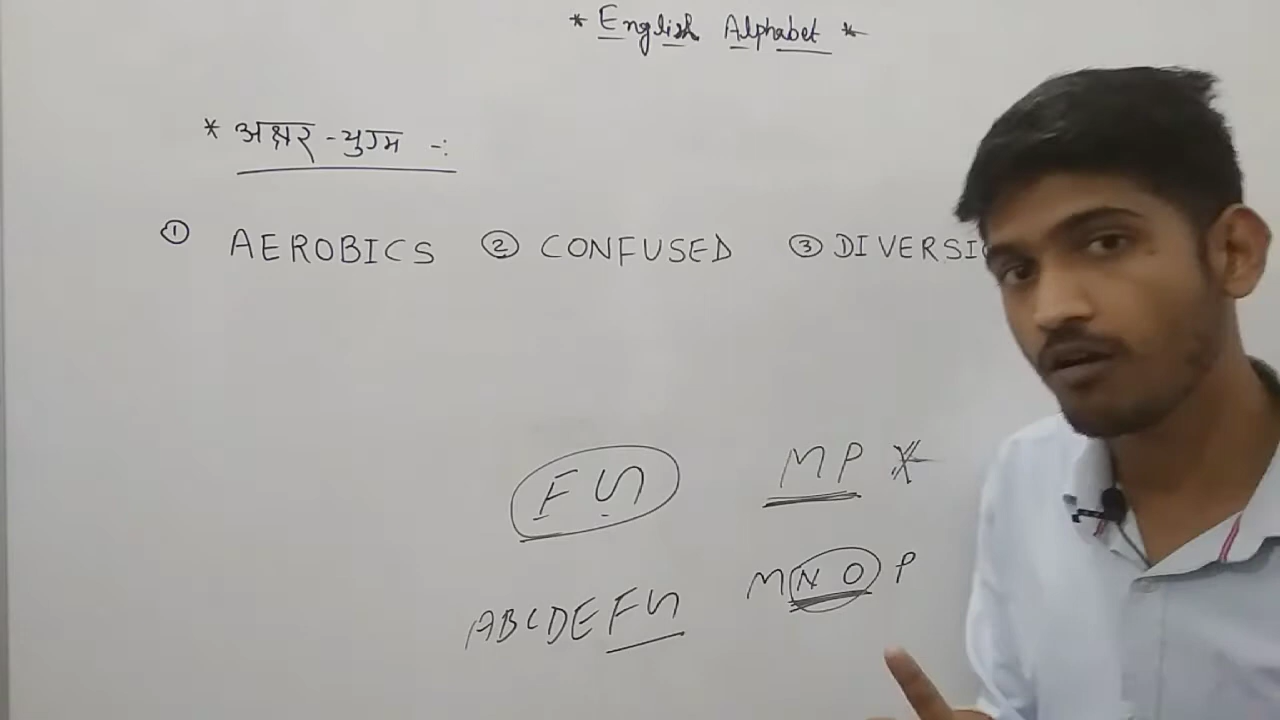 * English Alphabet *
* अक्षर - युग्म -:
① AEROBICS ② CONFUSED ③ DIVERSI
FG MP *
MNOP
ABCDEFG